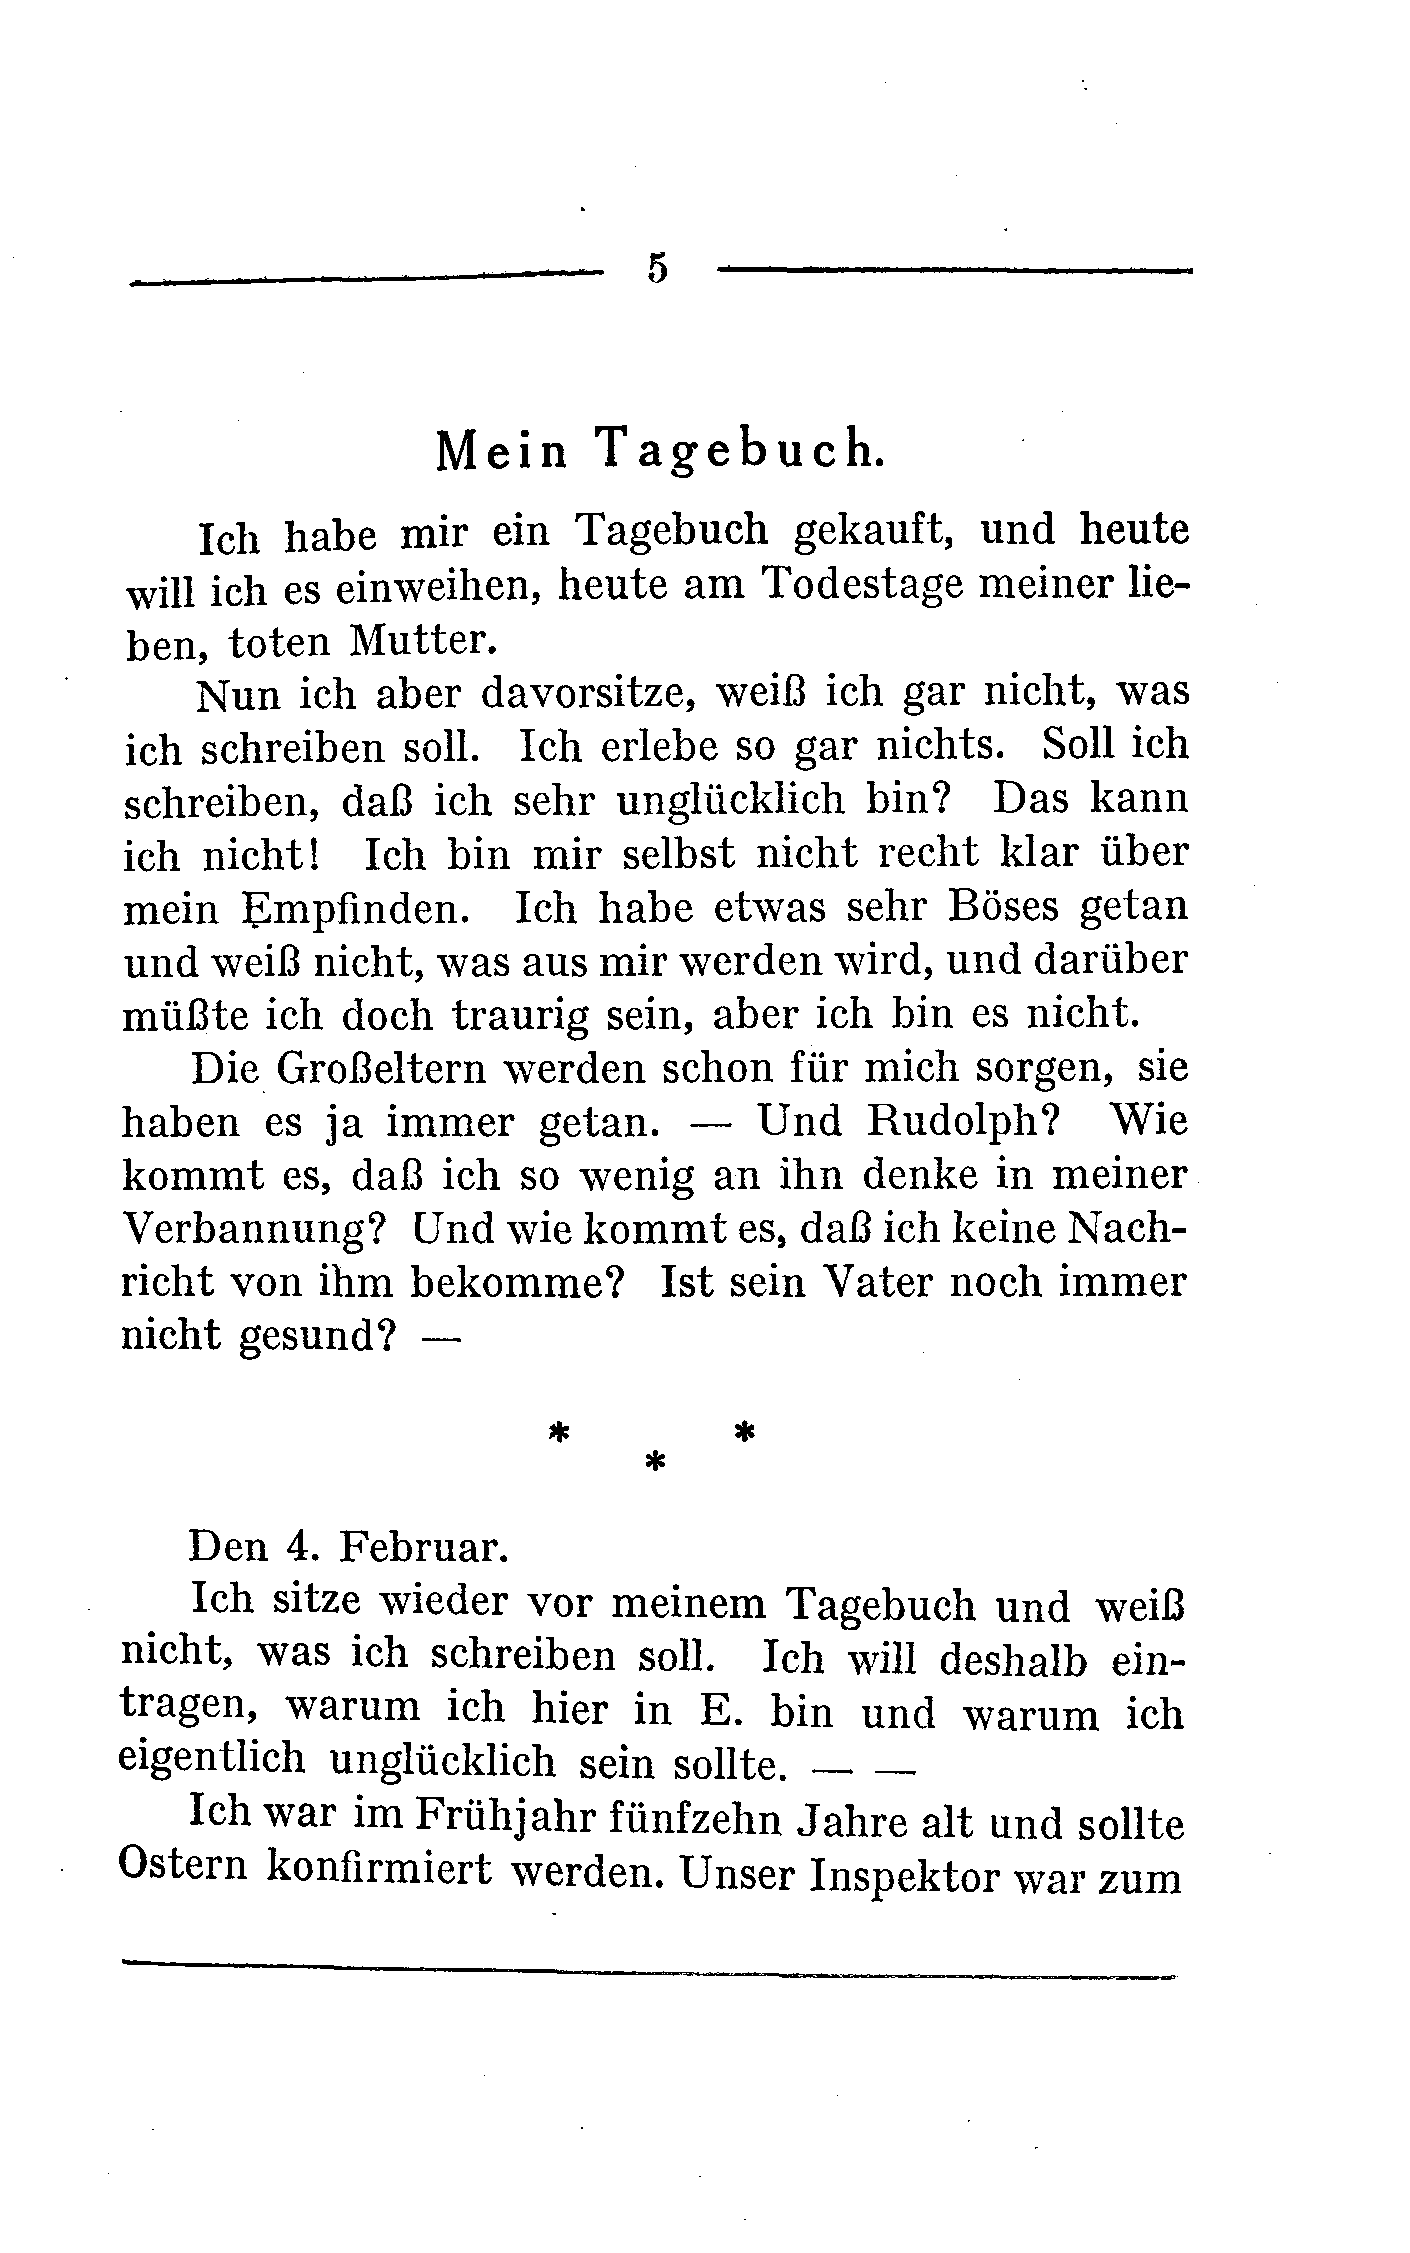 5
Mein Tagebuch.
Ich habe mir ein Tagebuch gekauft, und heute
will ich es einweihen, heute am Todestage meiner lie-
ben, toten Mutter.
Nun ich aber davorsitze, weiß ich gar nicht, was
ich schreiben soll. Ich erlebe so gar nichts. Soll ich
schreiben, daß ich sehr unglücklich bin? Das kann
ich nicht! Ich bin mir selbst nicht recht klar über
mein Empfinden. Ich habe etwas sehr Böses getan
und weiß nicht, was aus mir werden wird, und darüber
müßte ich doch traurig sein, aber ich bin es nicht.
Die Großeltern werden schon für mich sorgen, sie
haben es ja immer getan. — Und Rudolph? Wie
kommt es, daß ich so wenig an ihn denke in meiner
Verbannung? Und wie kommt es, daß ich keine Nach-
richt von ihm bekomme? Ist sein Vater noch immer
nicht gesund? —
* *
*
Den 4. Februar.
Ich sitze wieder vor meinem Tagebuch und weiß
nicht, was ich schreiben soll. Ich will deshalb ein-
tragen, warum ich hier in E. bin und warum ich
eigentlich unglücklich sein sollte. — —
Ich war im Frühjahr fünfzehn Jahre alt und sollte
Ostern konfirmiert werden. Unser Inspektor war zum